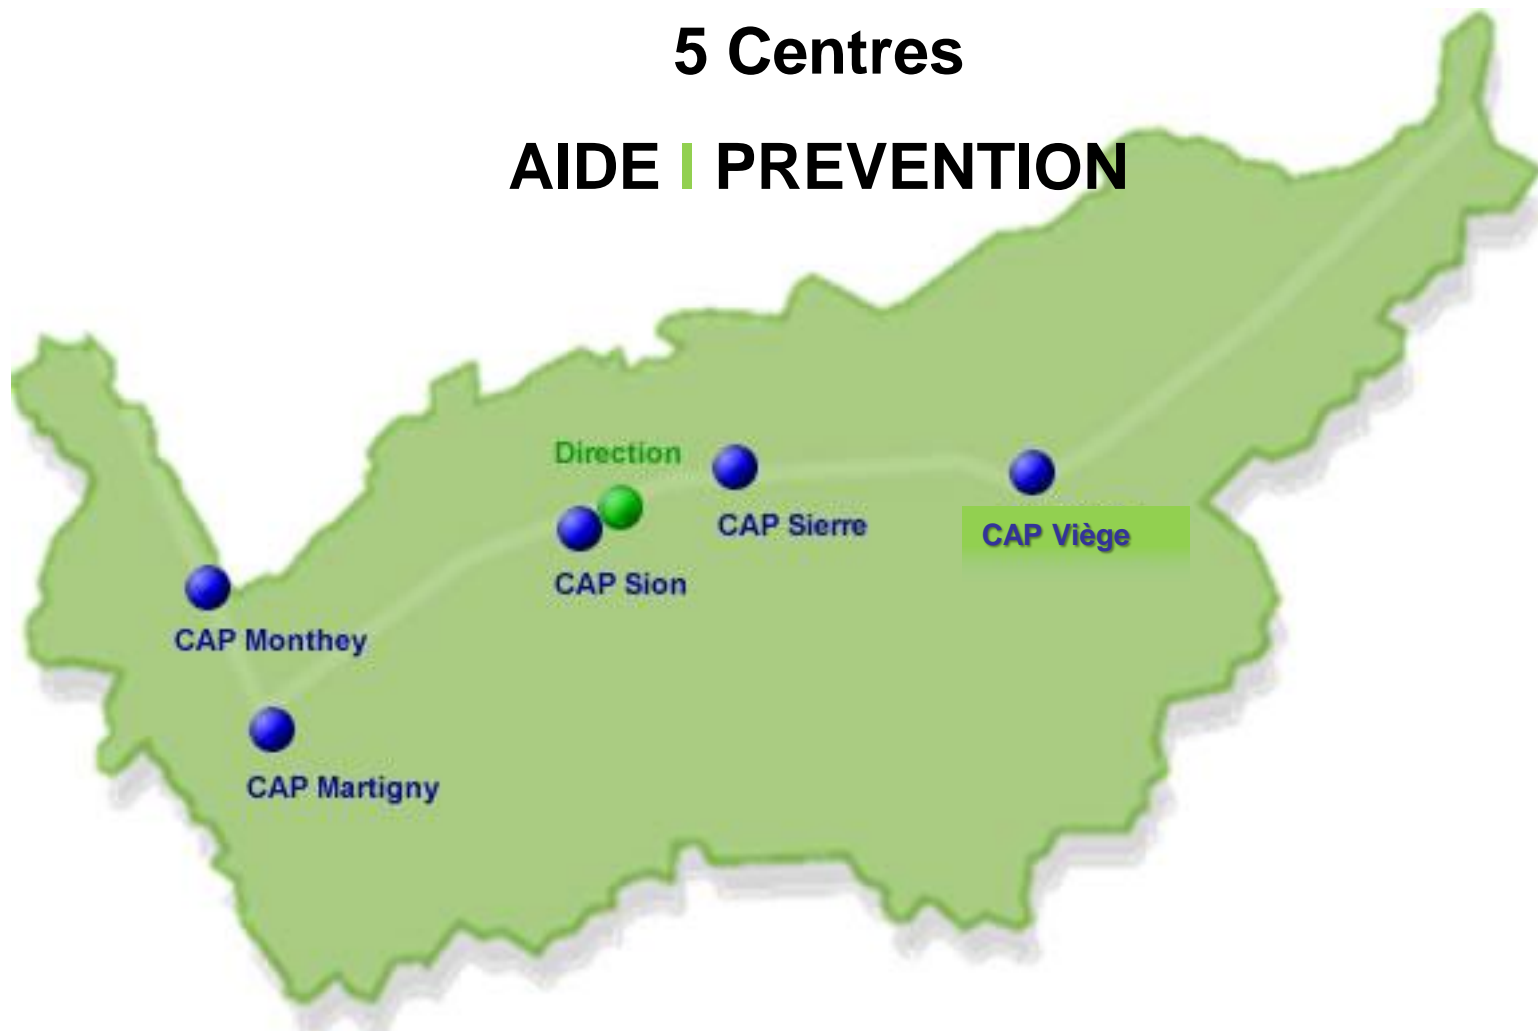 5 Centres
AIDE I PREVENTION
Direction
CAP Sierre
CAP Viège
CAP Sion
CAP Monthey
CAP Martigny